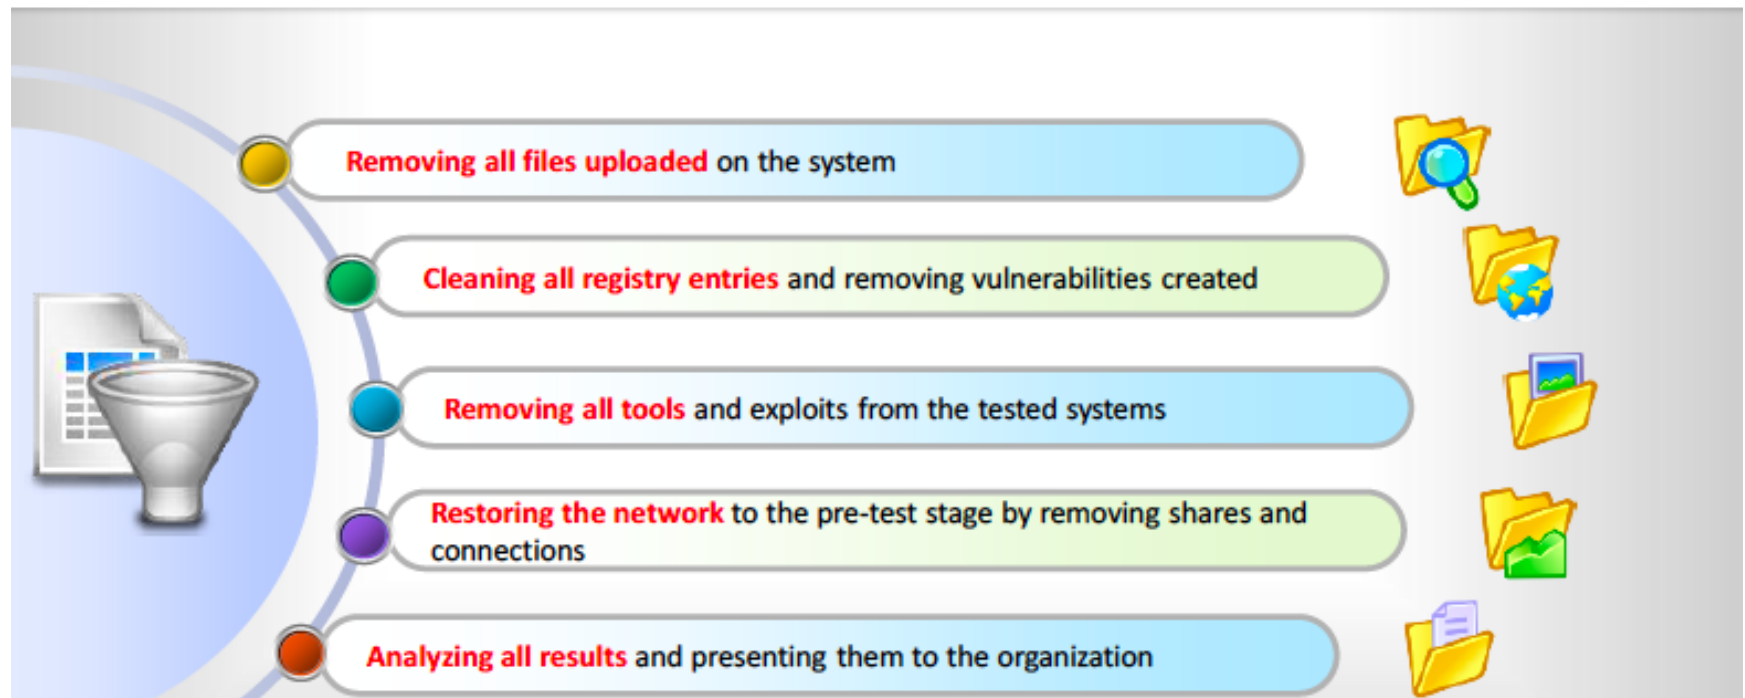 Removing all files uploaded on the system
Cleaning all registry entries and removing vulnerabilities created
Removing all tools and exploits from the tested systems
Restoring the network to the pre-test stage by removing shares and
connections
Analyzing all results and presenting them to the organization